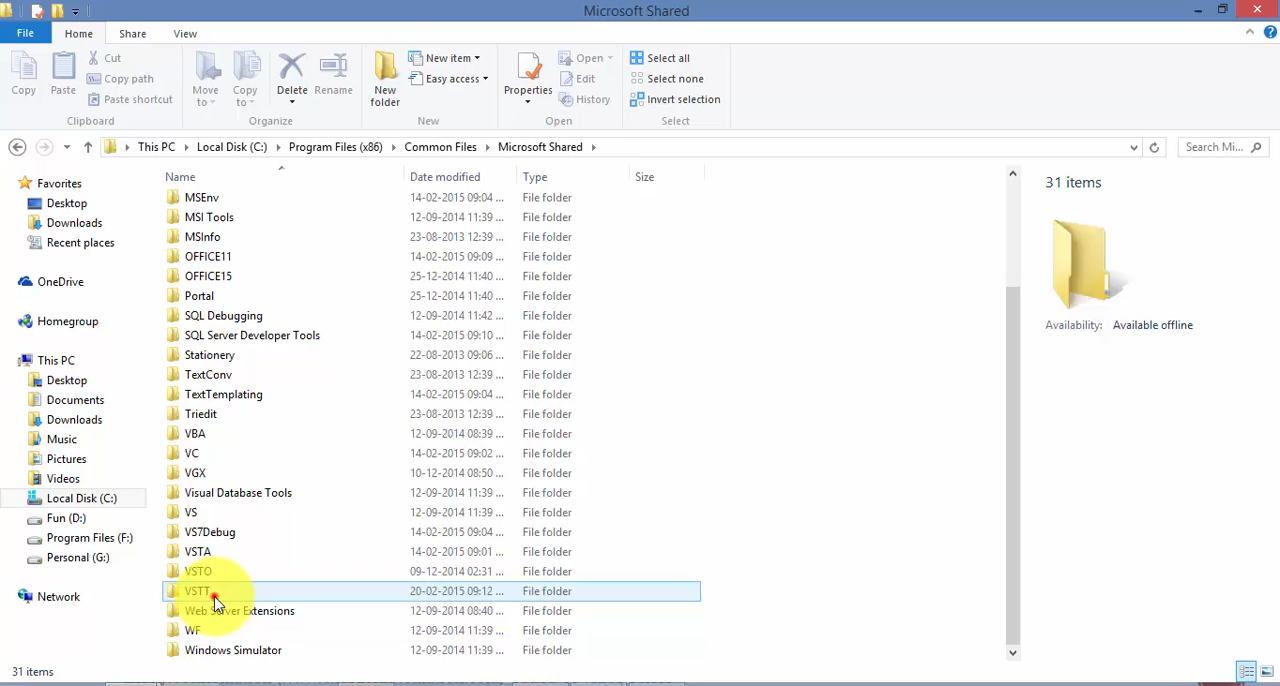 Microsoft Shared
File Home Share View
Copy
Paste
Cut
Copy path
Paste shortcut
Clipboard
Move to
Copy to
Delete
Rename
Organize
New folder
New item
Easy access
New
Properties
Open
Edit
History
Open
Select all
Select none
Invert selection
Select
This PC Local Disk (C:) Program Files (x86) Common Files Microsoft Shared
Search Mi...
Favorites
Desktop
Downloads
Recent places
OneDrive
Homegroup
This PC
Desktop
Documents
Downloads
Music
Pictures
Videos
Local Disk (C:)
Fun (D:)
Program Files (F:)
Personal (G:)
Network
Name Date modified Type Size
MSEnv 14-02-2015 09:04 ... File folder
MSI Tools 12-09-2014 11:39 ... File folder
MSInfo 23-08-2013 12:39 ... File folder
OFFICE11 14-02-2015 09:09 ... File folder
OFFICE15 25-12-2014 11:40 ... File folder
Portal 25-12-2014 11:40 ... File folder
SQL Debugging 12-09-2014 11:42 ... File folder
SQL Server Developer Tools 14-02-2015 09:10 ... File folder
Stationery 22-08-2013 09:06 ... File folder
TextConv 23-08-2013 12:39 ... File folder
TextTemplating 14-02-2015 09:04 ... File folder
Triedit 23-08-2013 12:39 ... File folder
VBA 12-09-2014 08:39 ... File folder
VC 14-02-2015 09:02 ... File folder
VGX 10-12-2014 08:50 ... File folder
Visual Database Tools 12-09-2014 11:39 ... File folder
VS 12-09-2014 11:39 ... File folder
VS7Debug 14-02-2015 09:04 ... File folder
VSTA 14-02-2015 09:01 ... File folder
VSTO 09-12-2014 02:31 ... File folder
VSTT 20-02-2015 09:12 ... File folder
Web Server Extensions 12-09-2014 08:40 ... File folder
WF 12-09-2014 11:39 ... File folder
Windows Simulator 12-09-2014 11:39 ... File folder
31 items
Availability: Available offline
31 items